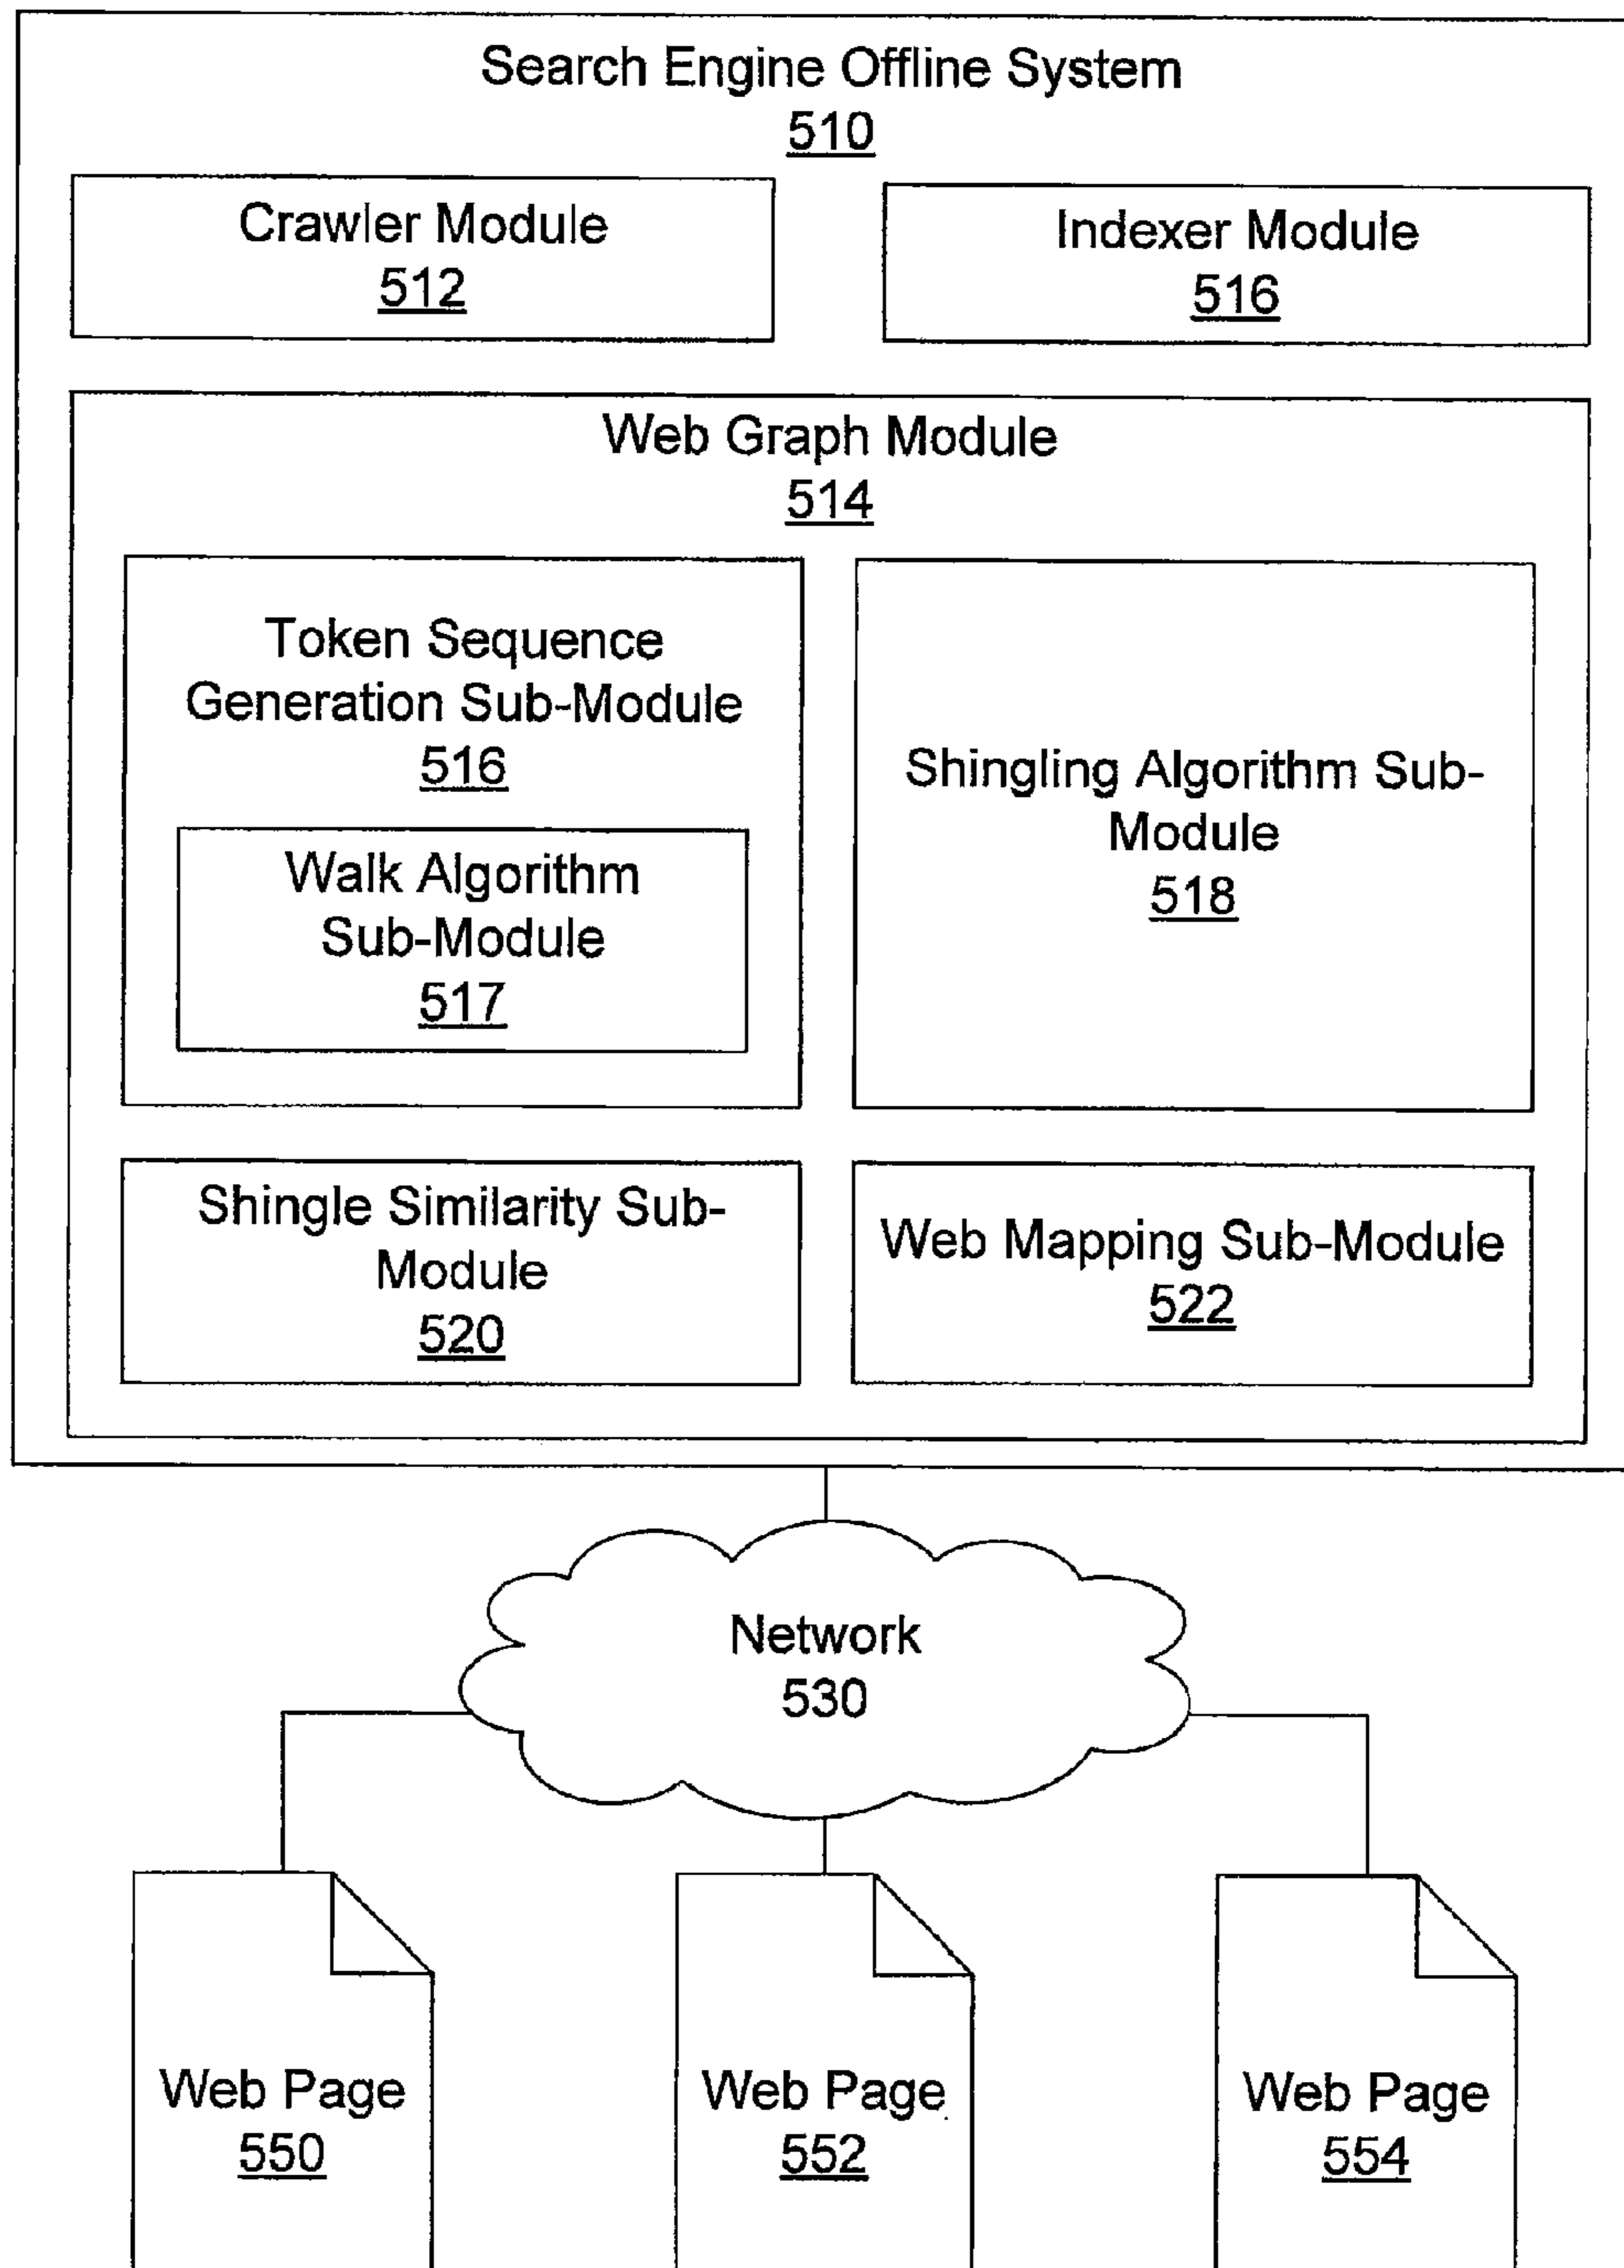 Search Engine Offline System
510
Crawler Module
512
Indexer Module
516
Web Graph Module
514
Token Sequence
Generation Sub-Module
516
Walk Algorithm
Sub-Module
517
Shingling Algorithm Sub-
Module
518
Shingle Similarity Sub-
Module
520
Web Mapping Sub-Module
522
Network
530
Web Page
550
Web Page
552
Web Page
554